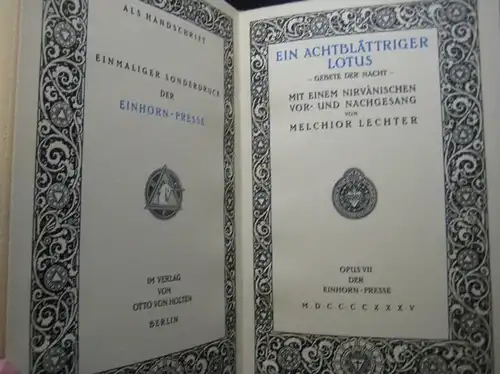 ALS HANDSCHRIFT
EINMALIGER SONDERDRUCK
DER
EINHORN-PRESSE
IM VERLAG
VON
OTTO VON HOLTEN
BERLIN
EIN ACHTBLÄTTRIGER
LOTUS
- GEBETE DER NACHT -
MIT EINEM NIRVÂNISCHEN
VOR- UND NACHGESANG
VON
MELCHIOR LECHTER
OPUS VII
DER
EINHORN-PRESSE
M·D·C·C·C·C·X·X·X·V